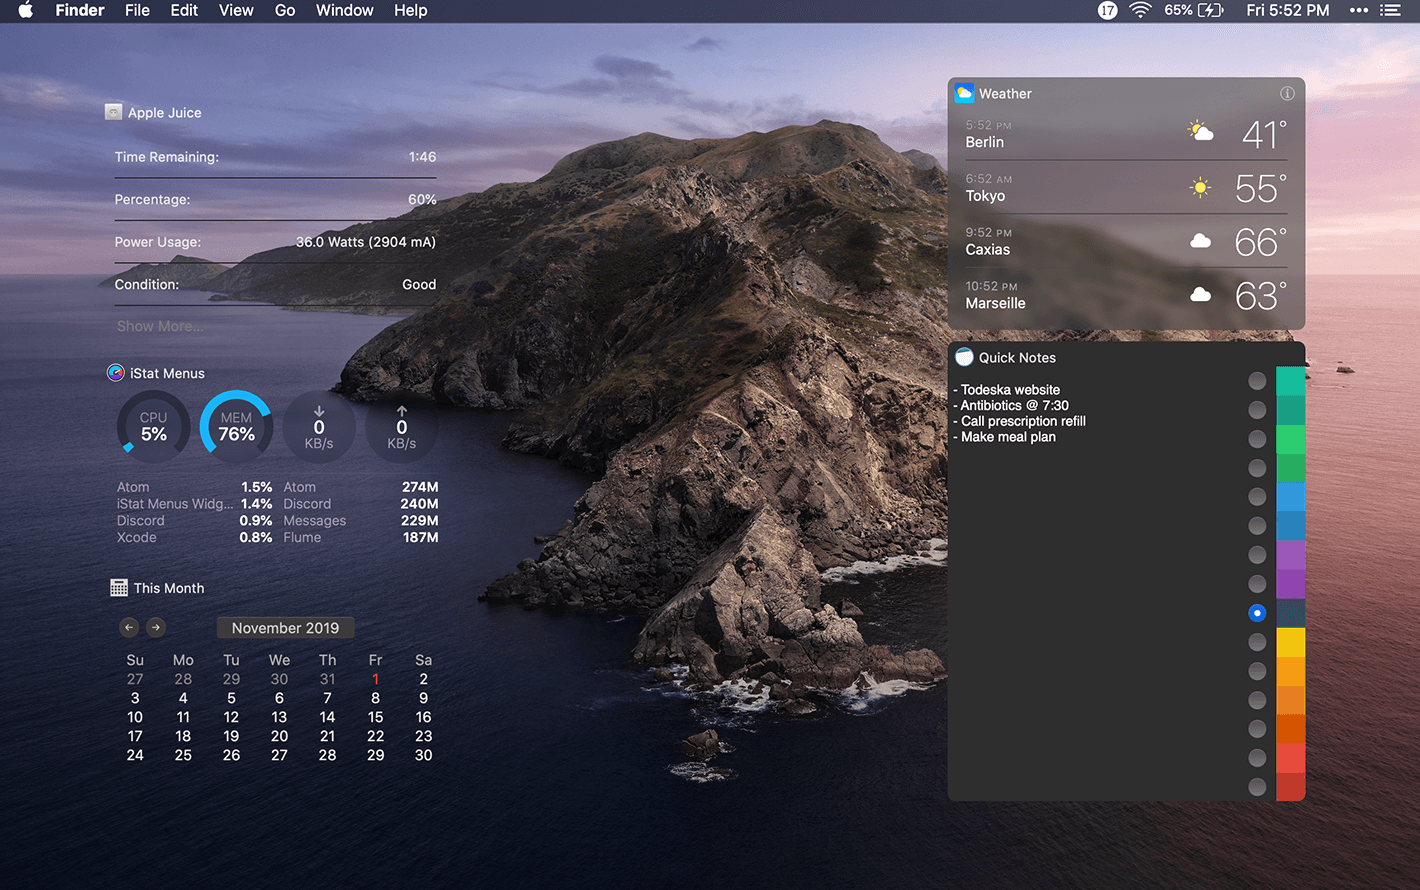 Finder File Edit View Go Window Help
17 65% Fri 5:52 PM
Apple Juice
Time Remaining: 1:46
Percentage: 60%
Power Usage: 36.0 Watts (2904 mA)
Condition: Good
Show More...
iStat Menus
CPU MEM 0 0
5% 76% KB/s KB/s
Atom 1.5% Atom 274M
iStat Menus Widg... 1.4% Discord 240M
Discord 0.9% Messages 229M
Xcode 0.8% Flume 187M
This Month
← → November 2019
Su Mo Tu We Th Fr Sa
27 28 29 30 31 1 2
3 4 5 6 7 8 9
10 11 12 13 14 15 16
17 18 19 20 21 22 23
24 25 26 27 28 29 30
Weather
5:52 PM
Berlin 41°
6:52 AM
Tokyo 55°
9:52 PM
Caxias 66°
10:52 PM
Marseille 63°
Quick Notes
- Todeska website
- Antibiotics @ 7:30
- Call prescription refill
- Make meal plan